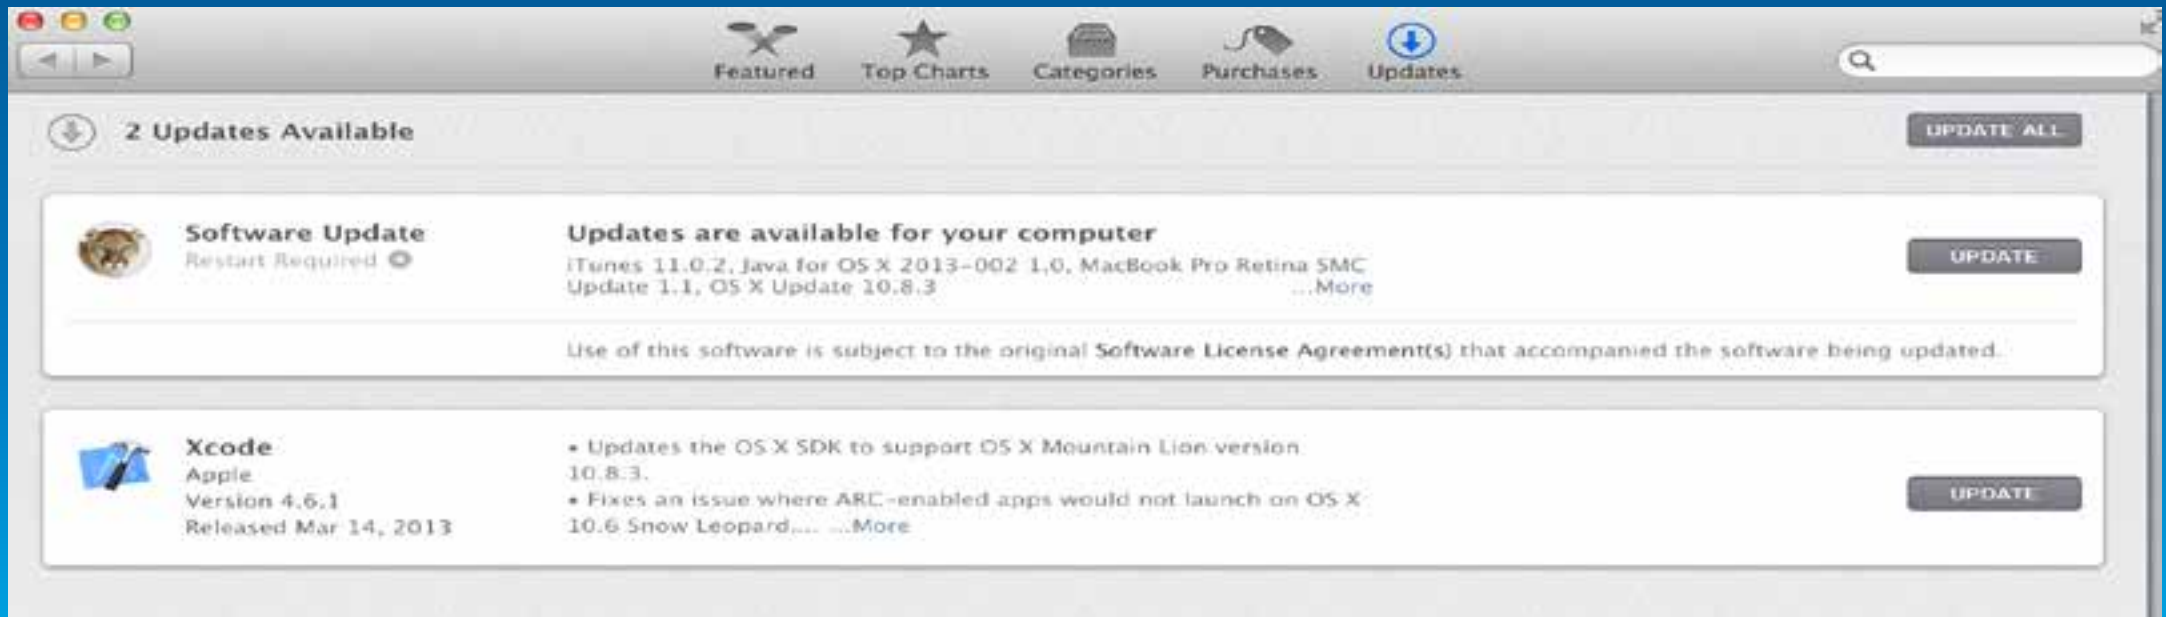 Featured Top Charts Categories Purchases Updates
2 Updates Available
UPDATE ALL
Software Update
Restart Required
Updates are available for your computer
iTunes 11.0.2, Java for OS X 2013-002 1.0, MacBook Pro Retina SMC
Update 1.1, OS X Update 10.8.3 ...More
UPDATE
Use of this software is subject to the original Software License Agreement(s) that accompanied the software being updated.
Xcode
Apple
Version 4.6.1
Released Mar 14, 2013
• Updates the OS X SDK to support OS X Mountain Lion version
10.8.3.
• Fixes an issue where ARC-enabled apps would not launch on OS X
10.6 Snow Leopard.... ...More
UPDATE